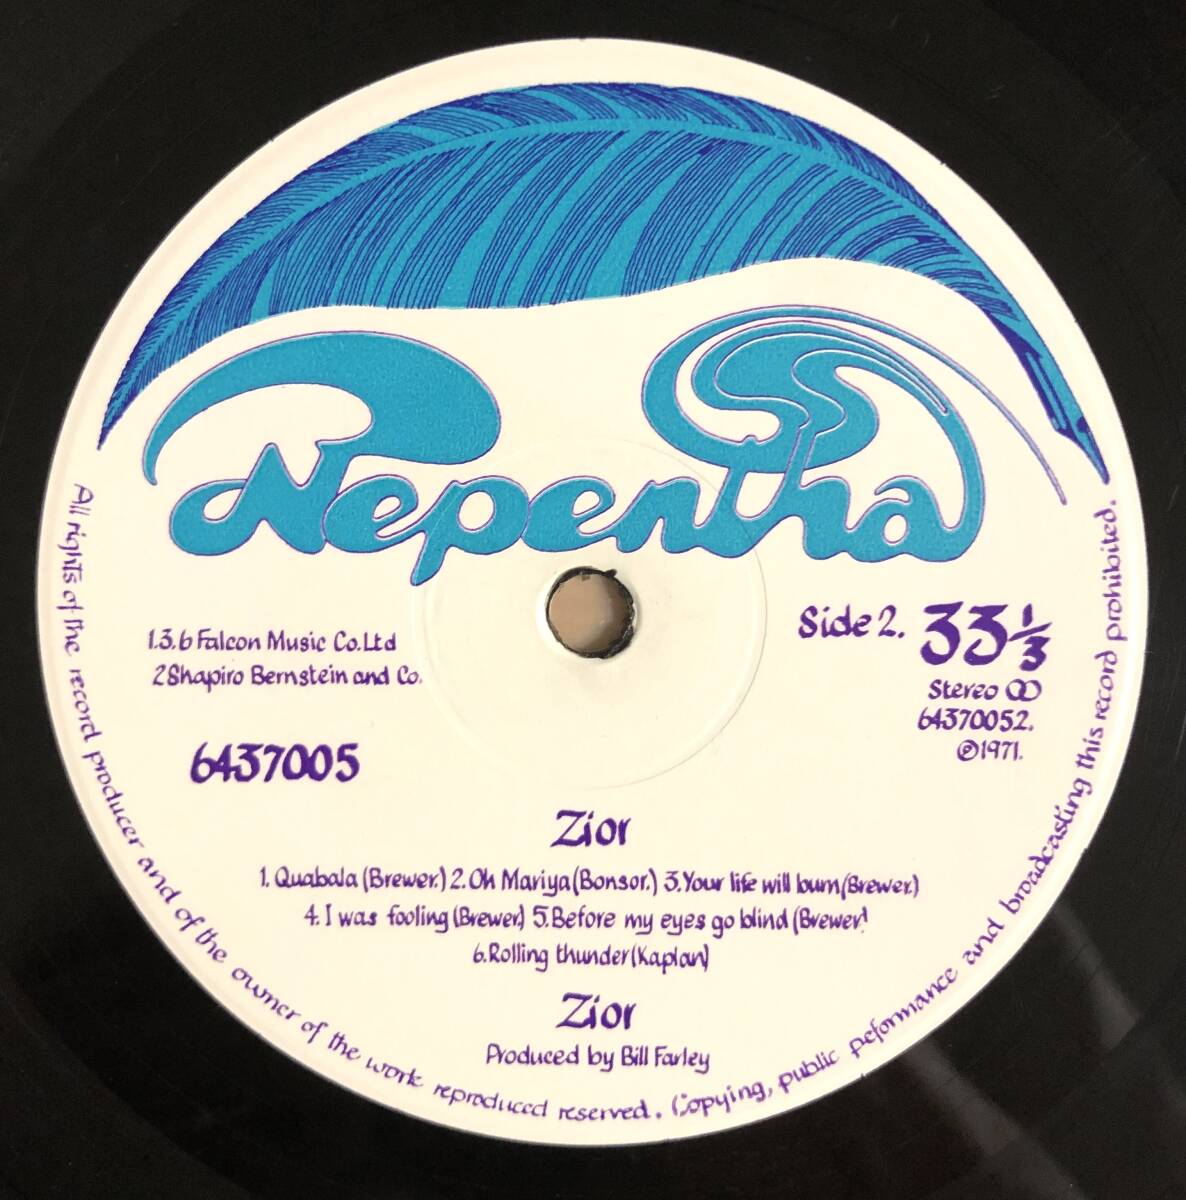 Nepentha
1.3.6 Falcon Music Co. Ltd
2 Shapiro Bernstein and Co.
6437005
Side 2. 33 1/3
Stereo
64370052.
℗1971.
Zior
1. Quabala (Brewer.) 2. Oh Mariya (Bonsor.) 3. Your life will burn (Brewer.)
4. I was fooling (Brewer.) 5. Before my eyes go blind (Brewer!
6. Rolling thunder (Kaplan)
Zior
Produced by Bill Farley
All rights of the record producer and of the owner of the work reproduced reserved. Copying, public peformance and broadcasting this record prohibited.